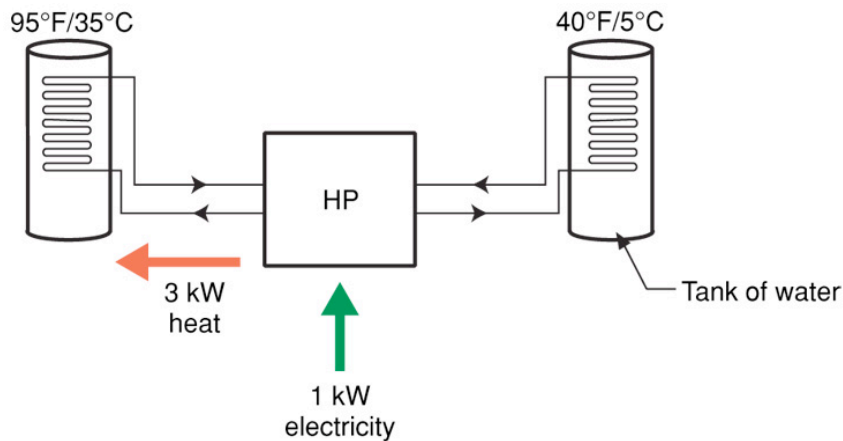 95°F/35°C
40°F/5°C
HP
Tank of water
3 kW
heat
1 kW
electricity